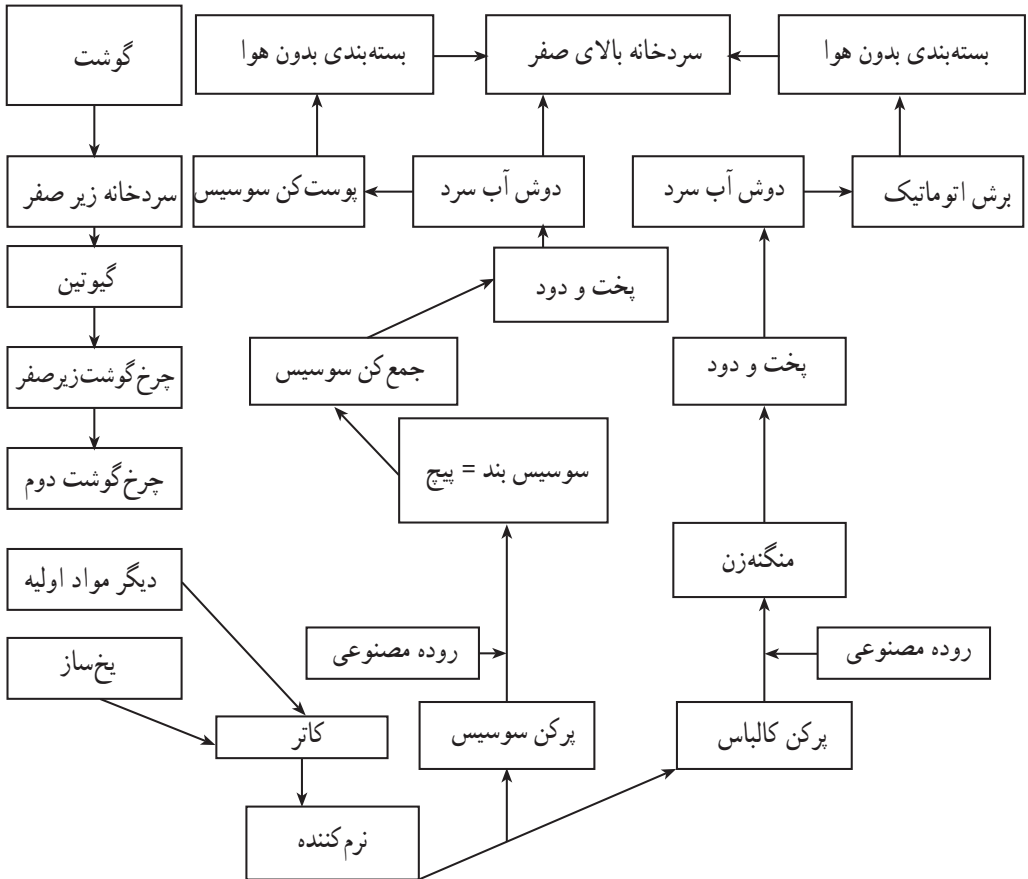 گوشت
سردخانه زیر صفر
گیوتین
چرخ‌گوشت‌زیرصفر
چرخ‌گوشت دوم
دیگر مواد اولیه
یخ‌ساز
کاتر
نرم‌کننده
پرکن سوسیس
روده مصنوعی
سوسیس بند = پیچ
جمع‌کن سوسیس
پخت و دود
دوش آب سرد
پوست‌کن سوسیس
بسته‌بندی بدون هوا
سردخانه بالای صفر
پرکن کالباس
روده مصنوعی
منگنه‌زن
پخت و دود
دوش آب سرد
برش اتوماتیک
بسته‌بندی بدون هوا